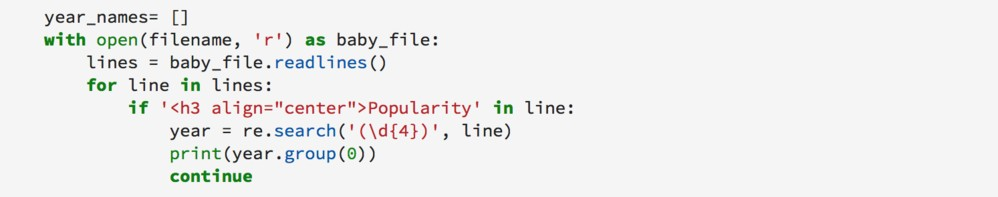 year_names= []
with open(filename, 'r') as baby_file:
    lines = baby_file.readlines()
    for line in lines:
        if '<h3 align="center">Popularity' in line:
            year = re.search('(\d{4})', line)
            print(year.group(0))
            continue